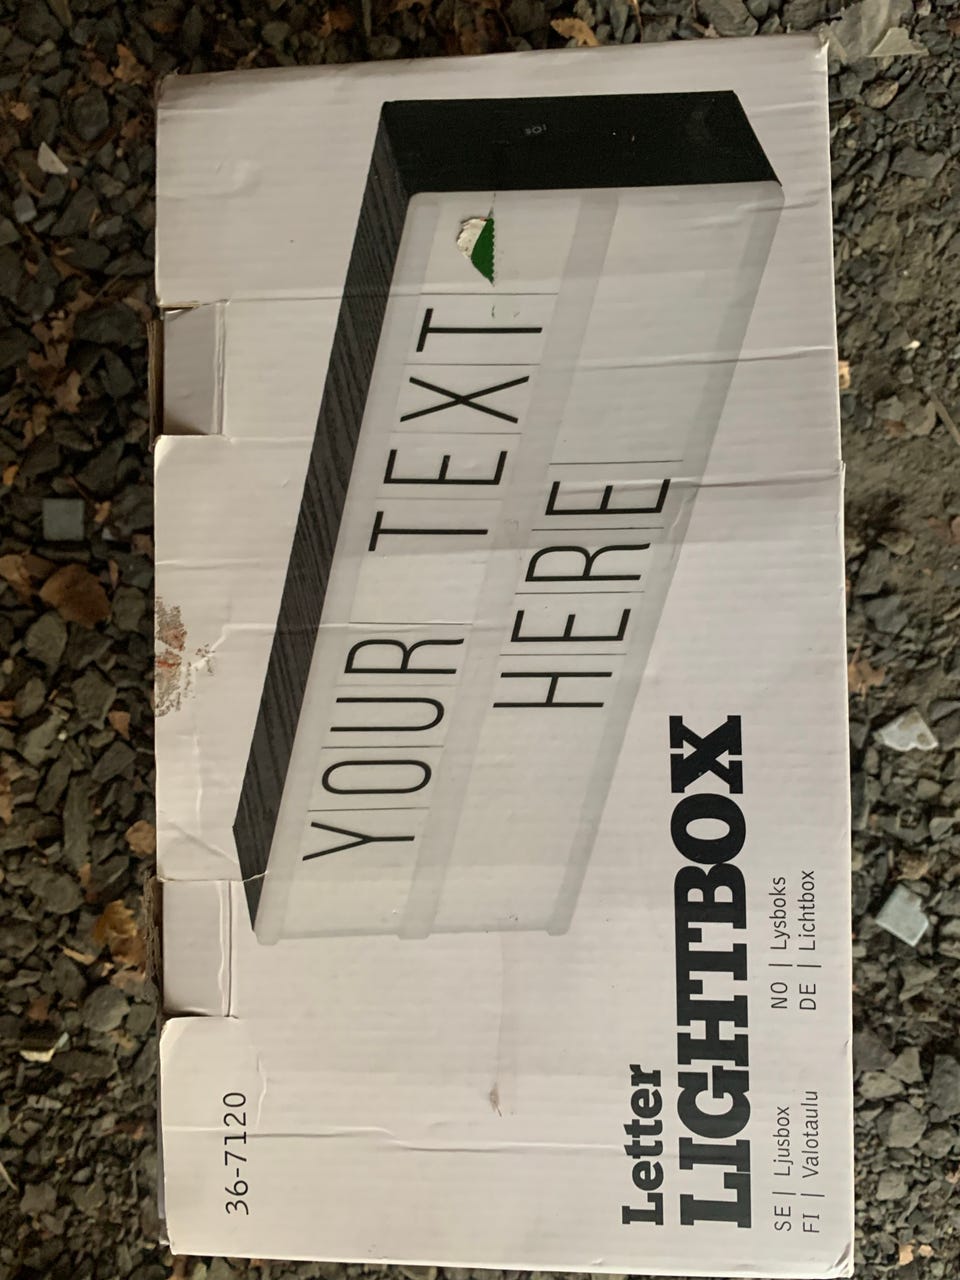 36-7120
YOUR TEXT
HERE
Letter
LIGHTBOX
SE | Ljusbox
NO | Lysboks
FI | Valotaulu
DE | Lichtbox